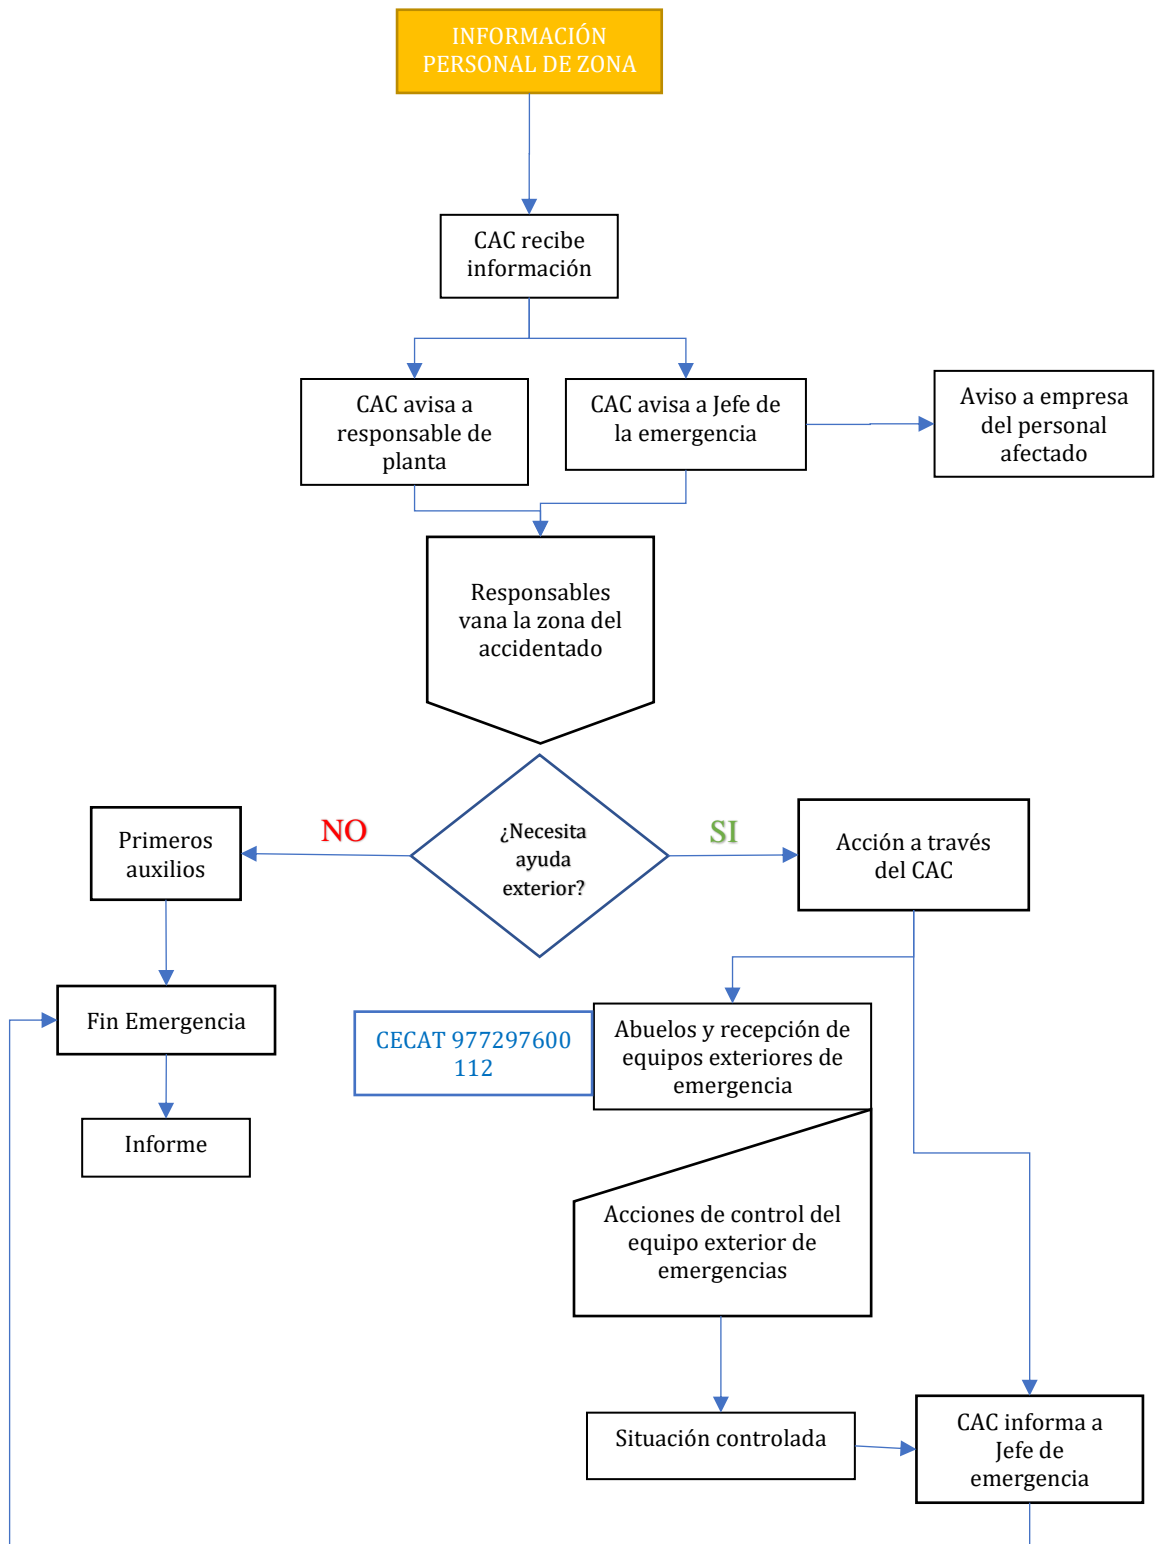 INFORMACIÓN
PERSONAL DE ZONA
CAC recibe
información
CAC avisa a
responsable de
planta
CAC avisa a Jefe de
la emergencia
Aviso a empresa
del personal
afectado
Responsables
vana la zona del
accidentado
¿Necesita
ayuda
exterior?
NO
SI
Primeros
auxilios
Acción a través
del CAC
Fin Emergencia
CECAT 977297600
112
Abuelos y recepción de
equipos exteriores de
emergencia
Informe
Acciones de control del
equipo exterior de
emergencias
Situación controlada
CAC informa a
Jefe de
emergencia